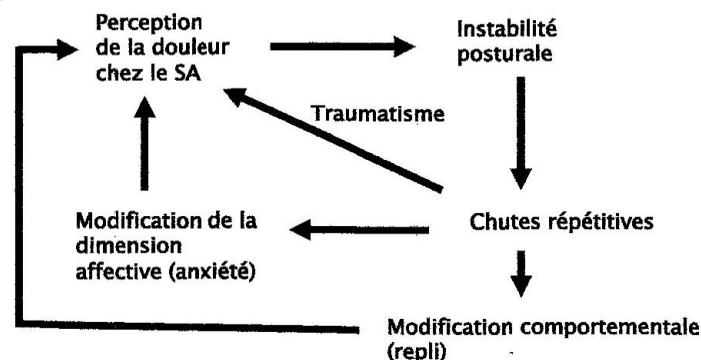 Perception
de la douleur
chez le SA
Instabilité
posturale
Traumatisme
Chutes répétitives
Modification de la
dimension
affective (anxiété)
Modification comportementale
(repli)